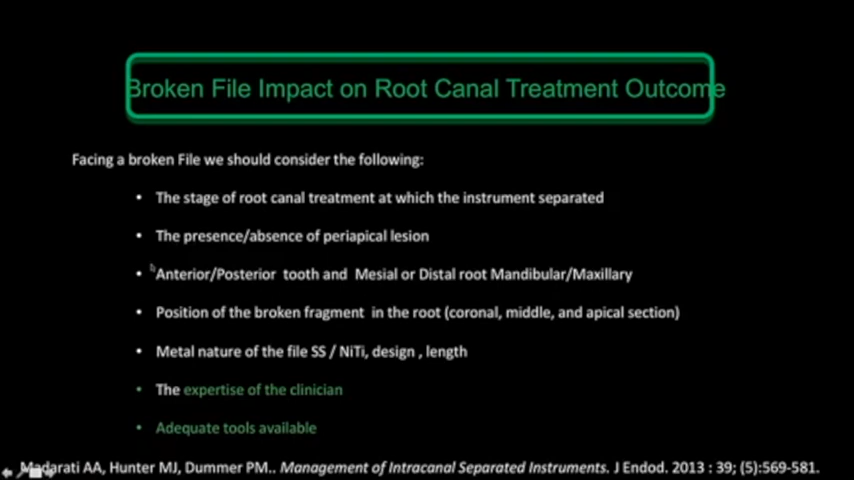 Broken File Impact on Root Canal Treatment Outcome
Facing a broken File we should consider the following:
• The stage of root canal treatment at which the instrument separated
• The presence/absence of periapical lesion
• Anterior/Posterior tooth and Mesial or Distal root Mandibular/Maxillary
• Position of the broken fragment in the root (coronal, middle, and apical section)
• Metal nature of the file SS / NiTi, design , length
• The expertise of the clinician
• Adequate tools available
Madarati AA, Hunter MJ, Dummer PM.. Management of Intracanal Separated Instruments. J Endod. 2013 : 39; (5):569-581.